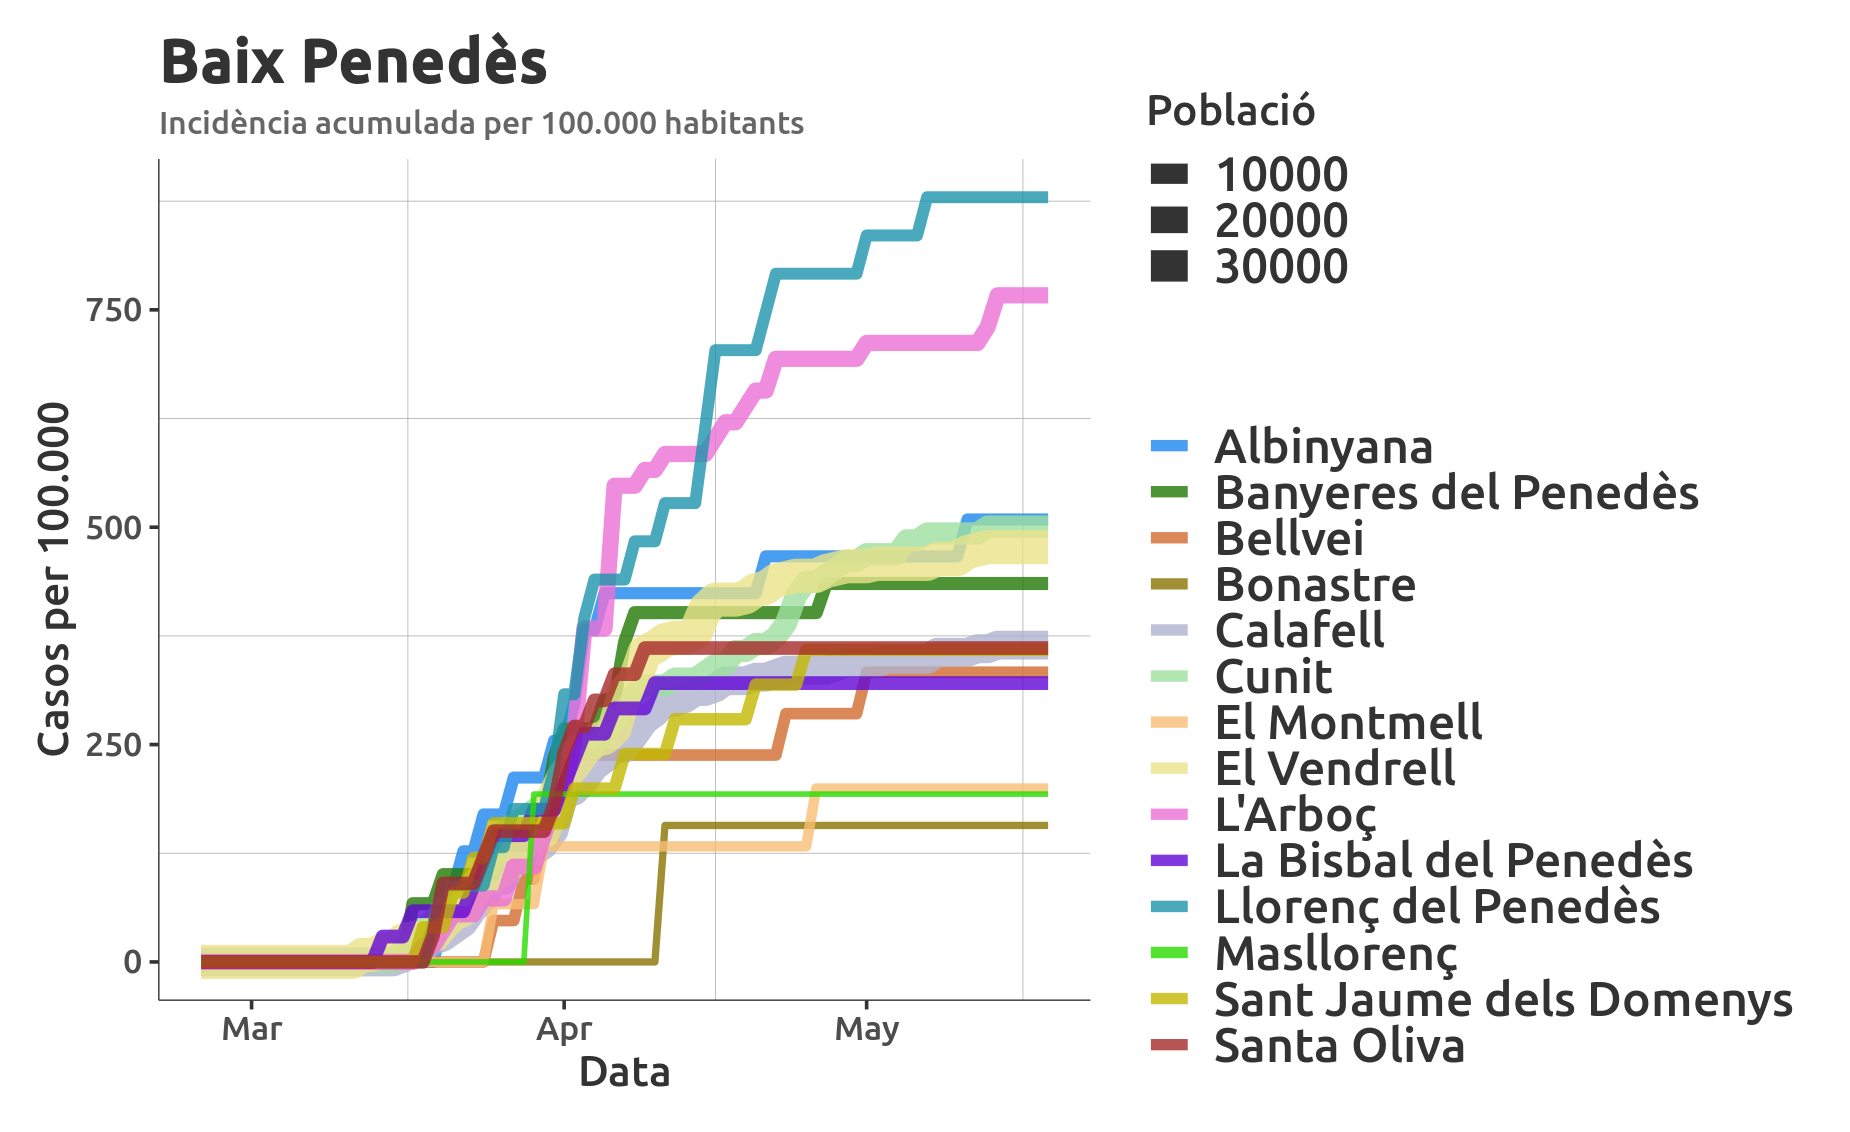 Baix Penedès
Incidència acumulada per 100.000 habitants
Casos per 100.000
750
500
250
0
Mar
Apr
May
Data
Població
10000
20000
30000
Albinyana
Banyeres del Penedès
Bellvei
Bonastre
Calafell
Cunit
El Montmell
El Vendrell
L'Arboç
La Bisbal del Penedès
Llorenç del Penedès
Masllorenç
Sant Jaume dels Domenys
Santa Oliva